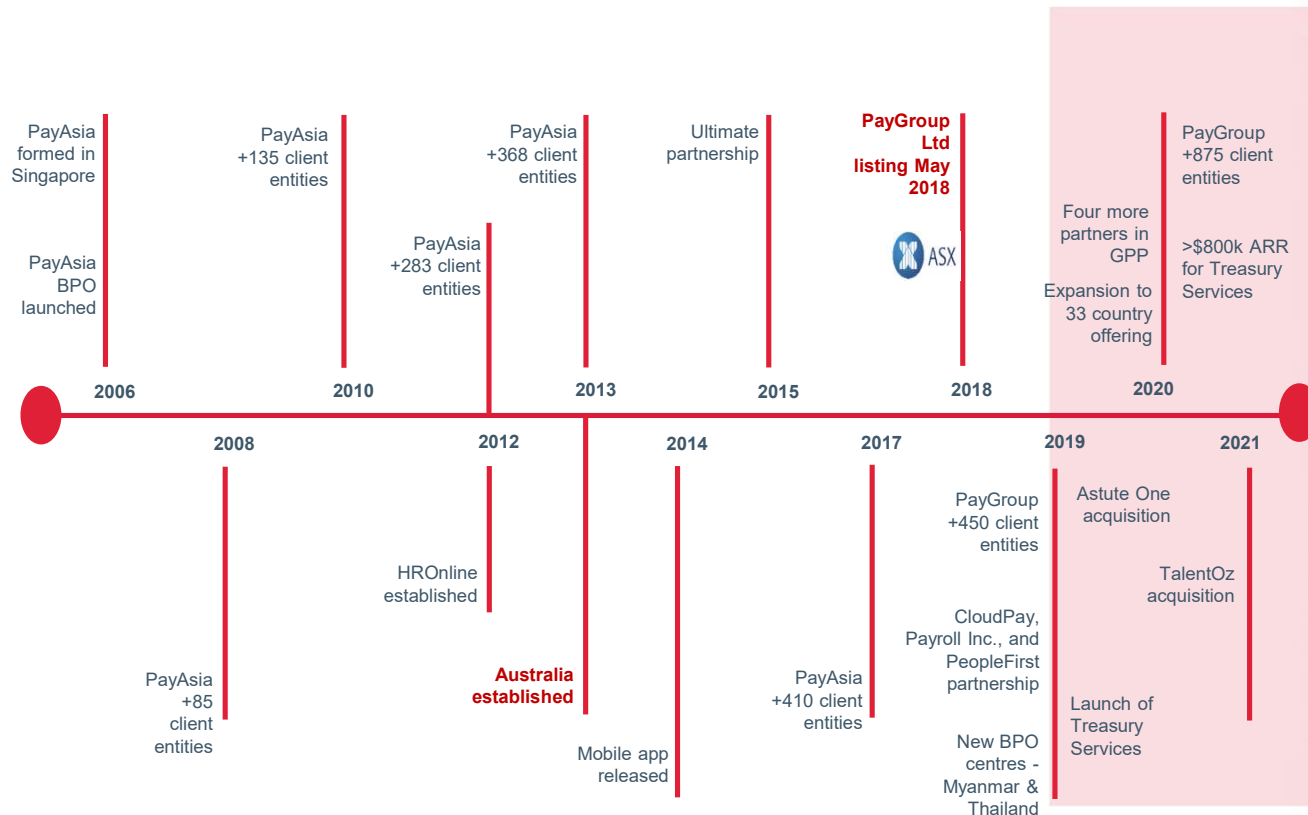 PayAsia
formed in
Singapore
PayAsia
BPO
launched
2006
PayAsia
+135 client
entities
2010
PayAsia
+283 client
entities
PayAsia
+368 client
entities
2013
Ultimate
partnership
2015
PayGroup
Ltd
listing May
2018
ASX
2018
Four more
partners in
GPP
Expansion to
33 country
offering
2020
PayGroup
+875 client
entities
>$800k ARR
for Treasury
Services
2008
PayAsia
+85
client
entities
2012
HROnline
established
Australia
established
2014
Mobile app
released
2017
PayAsia
+410 client
entities
2019
PayGroup
+450 client
entities
CloudPay,
Payroll Inc., and
PeopleFirst
partnership
New BPO
centres -
Myanmar &
Thailand
Astute One
acquisition
Launch of
Treasury
Services
2021
TalentOz
acquisition